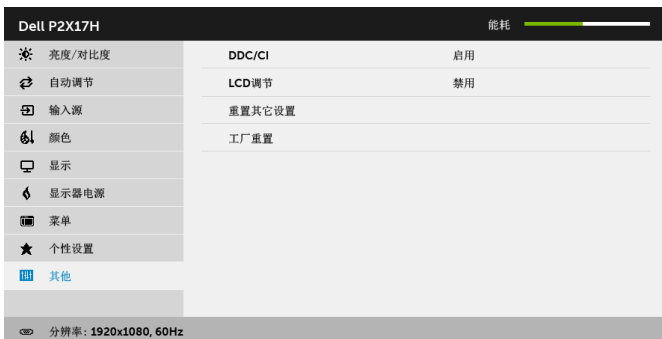 Dell P2X17H 能耗
亮度/对比度 DDC/CI 启用
自动调节 LCD调节 禁用
输入源 重置其它设置
颜色 工厂重置
显示
显示器电源
菜单
个性设置
其他
分辨率: 1920x1080, 60Hz